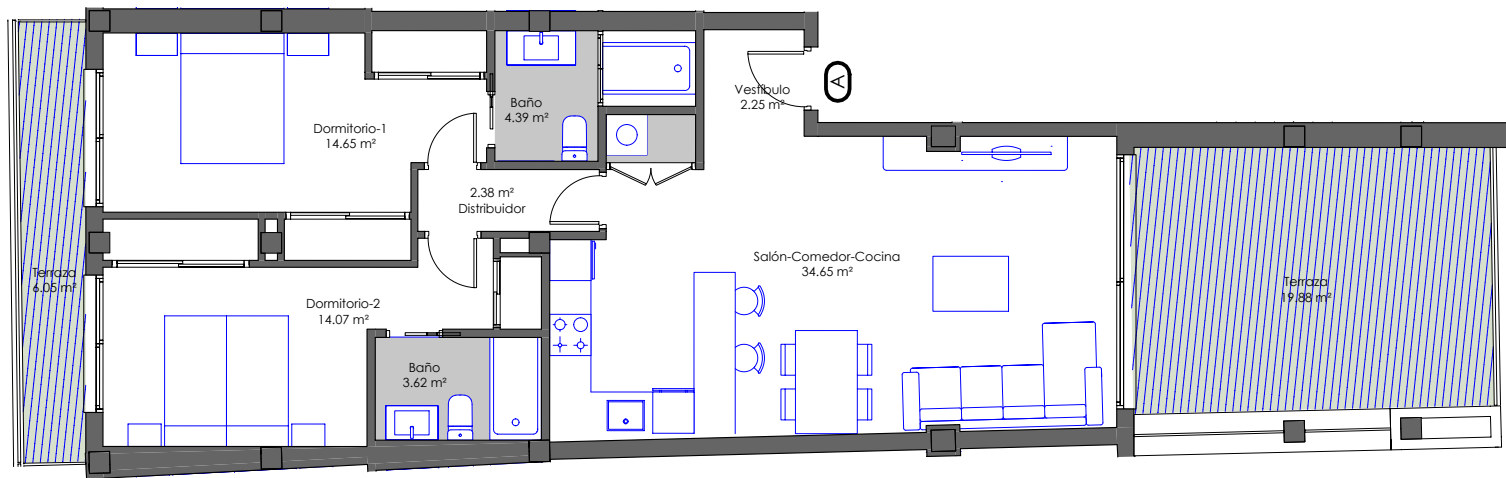 Dormitorio-1
14.65 m²
Baño
4.39 m²
Vestíbulo
2.25 m²
A
2.38 m²
Distribuidor
Terraza
6.05 m²
Dormitorio-2
14.07 m²
Baño
3.62 m²
Salón-Comedor-Cocina
34.65 m²
Terraza
19.88 m²